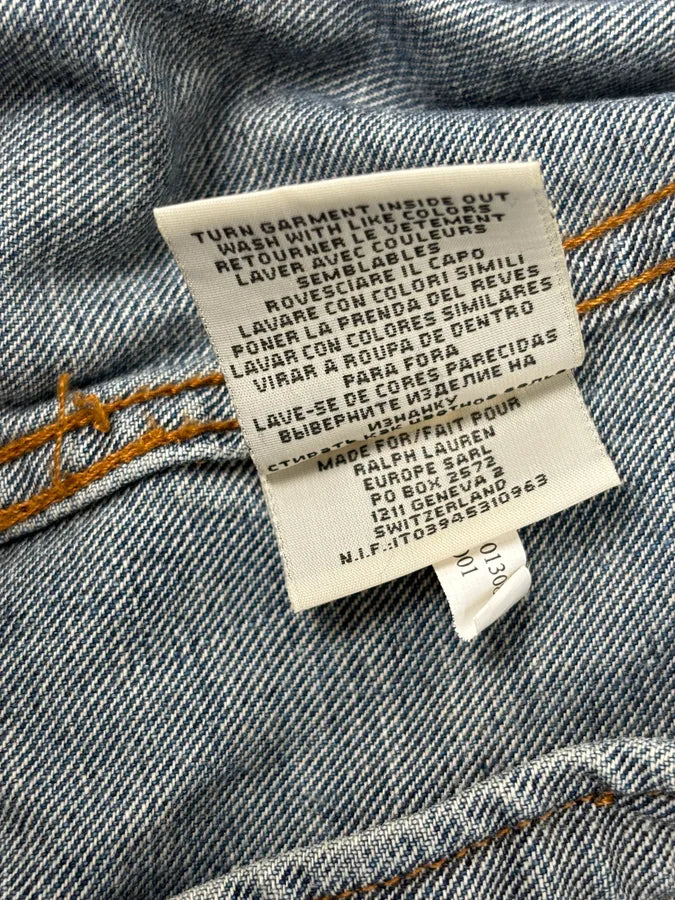 TURN GARMENT INSIDE OUT
WASH WITH LIKE COLORS
RETOURNER LE VETEMENT
LAVER AVEC COULEURS
SEMBLABLES
ROVESCIARE IL CAPO
LAVARE CON COLORI SIMILI
PONER LA PRENDA DEL REVES
LAVAR CON COLORES SIMILARES
VIRAR A ROUPA DE DENTRO
PARA FORA
LAVE-SE DE CORES PARECIDAS
ВЫВЕРНИТЕ ИЗДЕЛИЕ НА
ИЗНАНКУ
СТИРАТЬ
MADE FOR/FAIT POUR
RALPH LAUREN
EUROPE SARL
PO BOX 2572
1211 GENEVA 2
SWITZERLAND
N.I.F.:IT03945310963